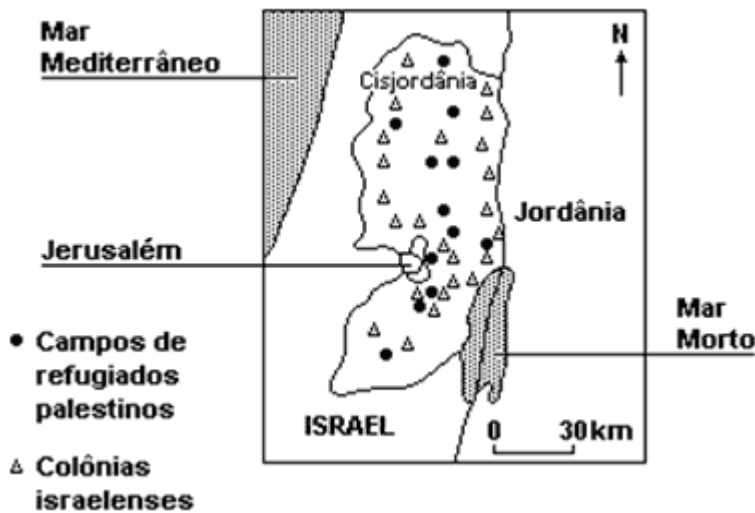 Mar
Mediterrâneo
N
Cisjordânia
Jordânia
Jerusalém
Mar
Morto
Campos de
refugiados
palestinos
ISRAEL
0 30km
Colônias
israelenses